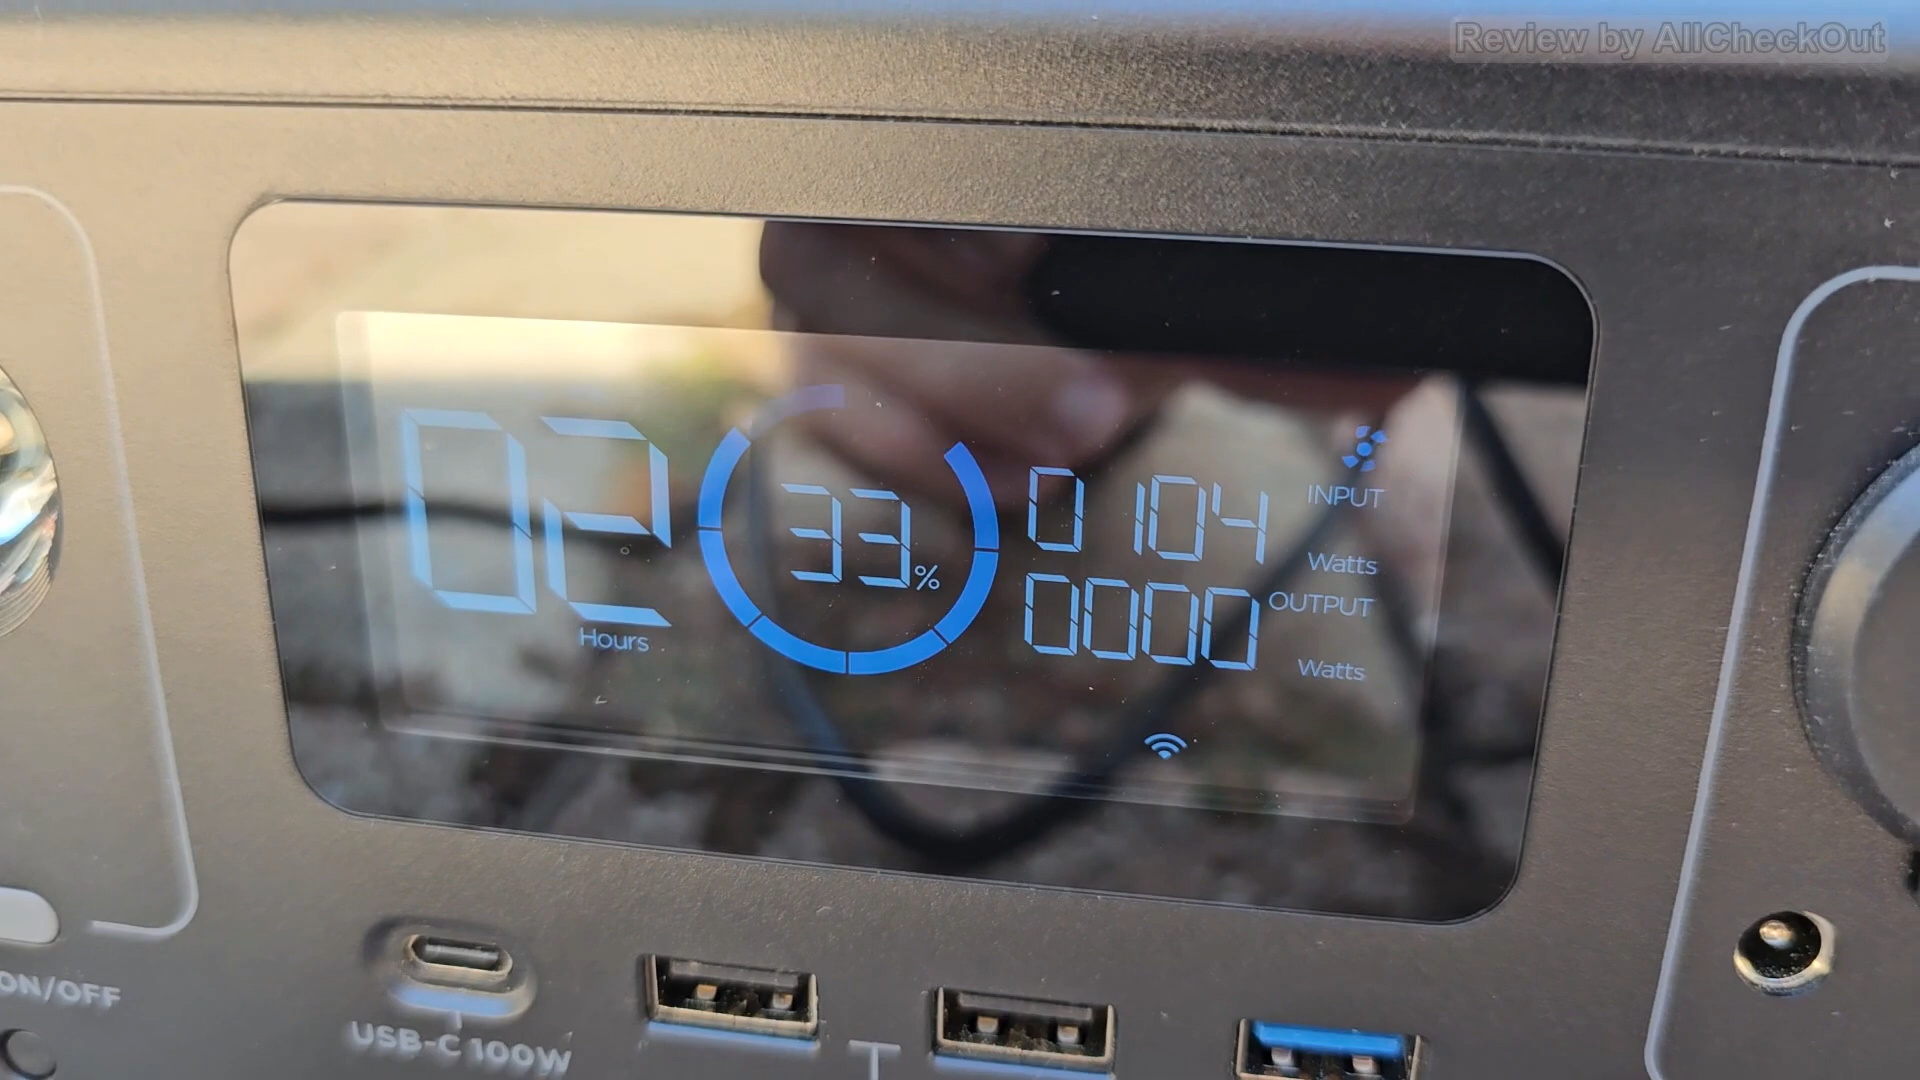 Review by AllCheckOut
02
Hours
33%
0104
INPUT
Watts
0000
OUTPUT
Watts
ON/OFF
USB-C 100W